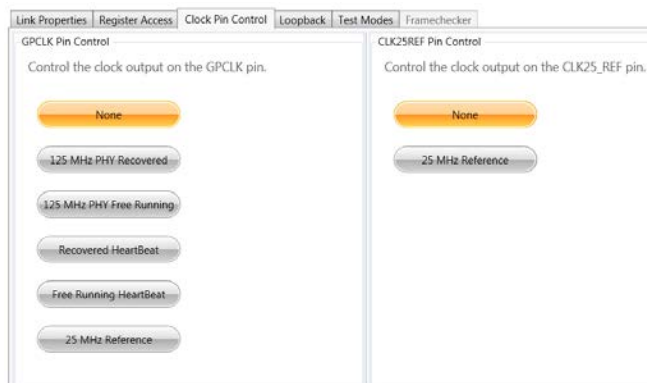 Link Properties Register Access Clock Pin Control Loopback Test Modes Framechecker
GPCLK Pin Control
Control the clock output on the GPCLK pin.
None
125 MHz PHY Recovered
125 MHz PHY Free Running
Recovered HeartBeat
Free Running HeartBeat
25 MHz Reference
CLK25REF Pin Control
Control the clock output on the CLK25_REF pin.
None
25 MHz Reference